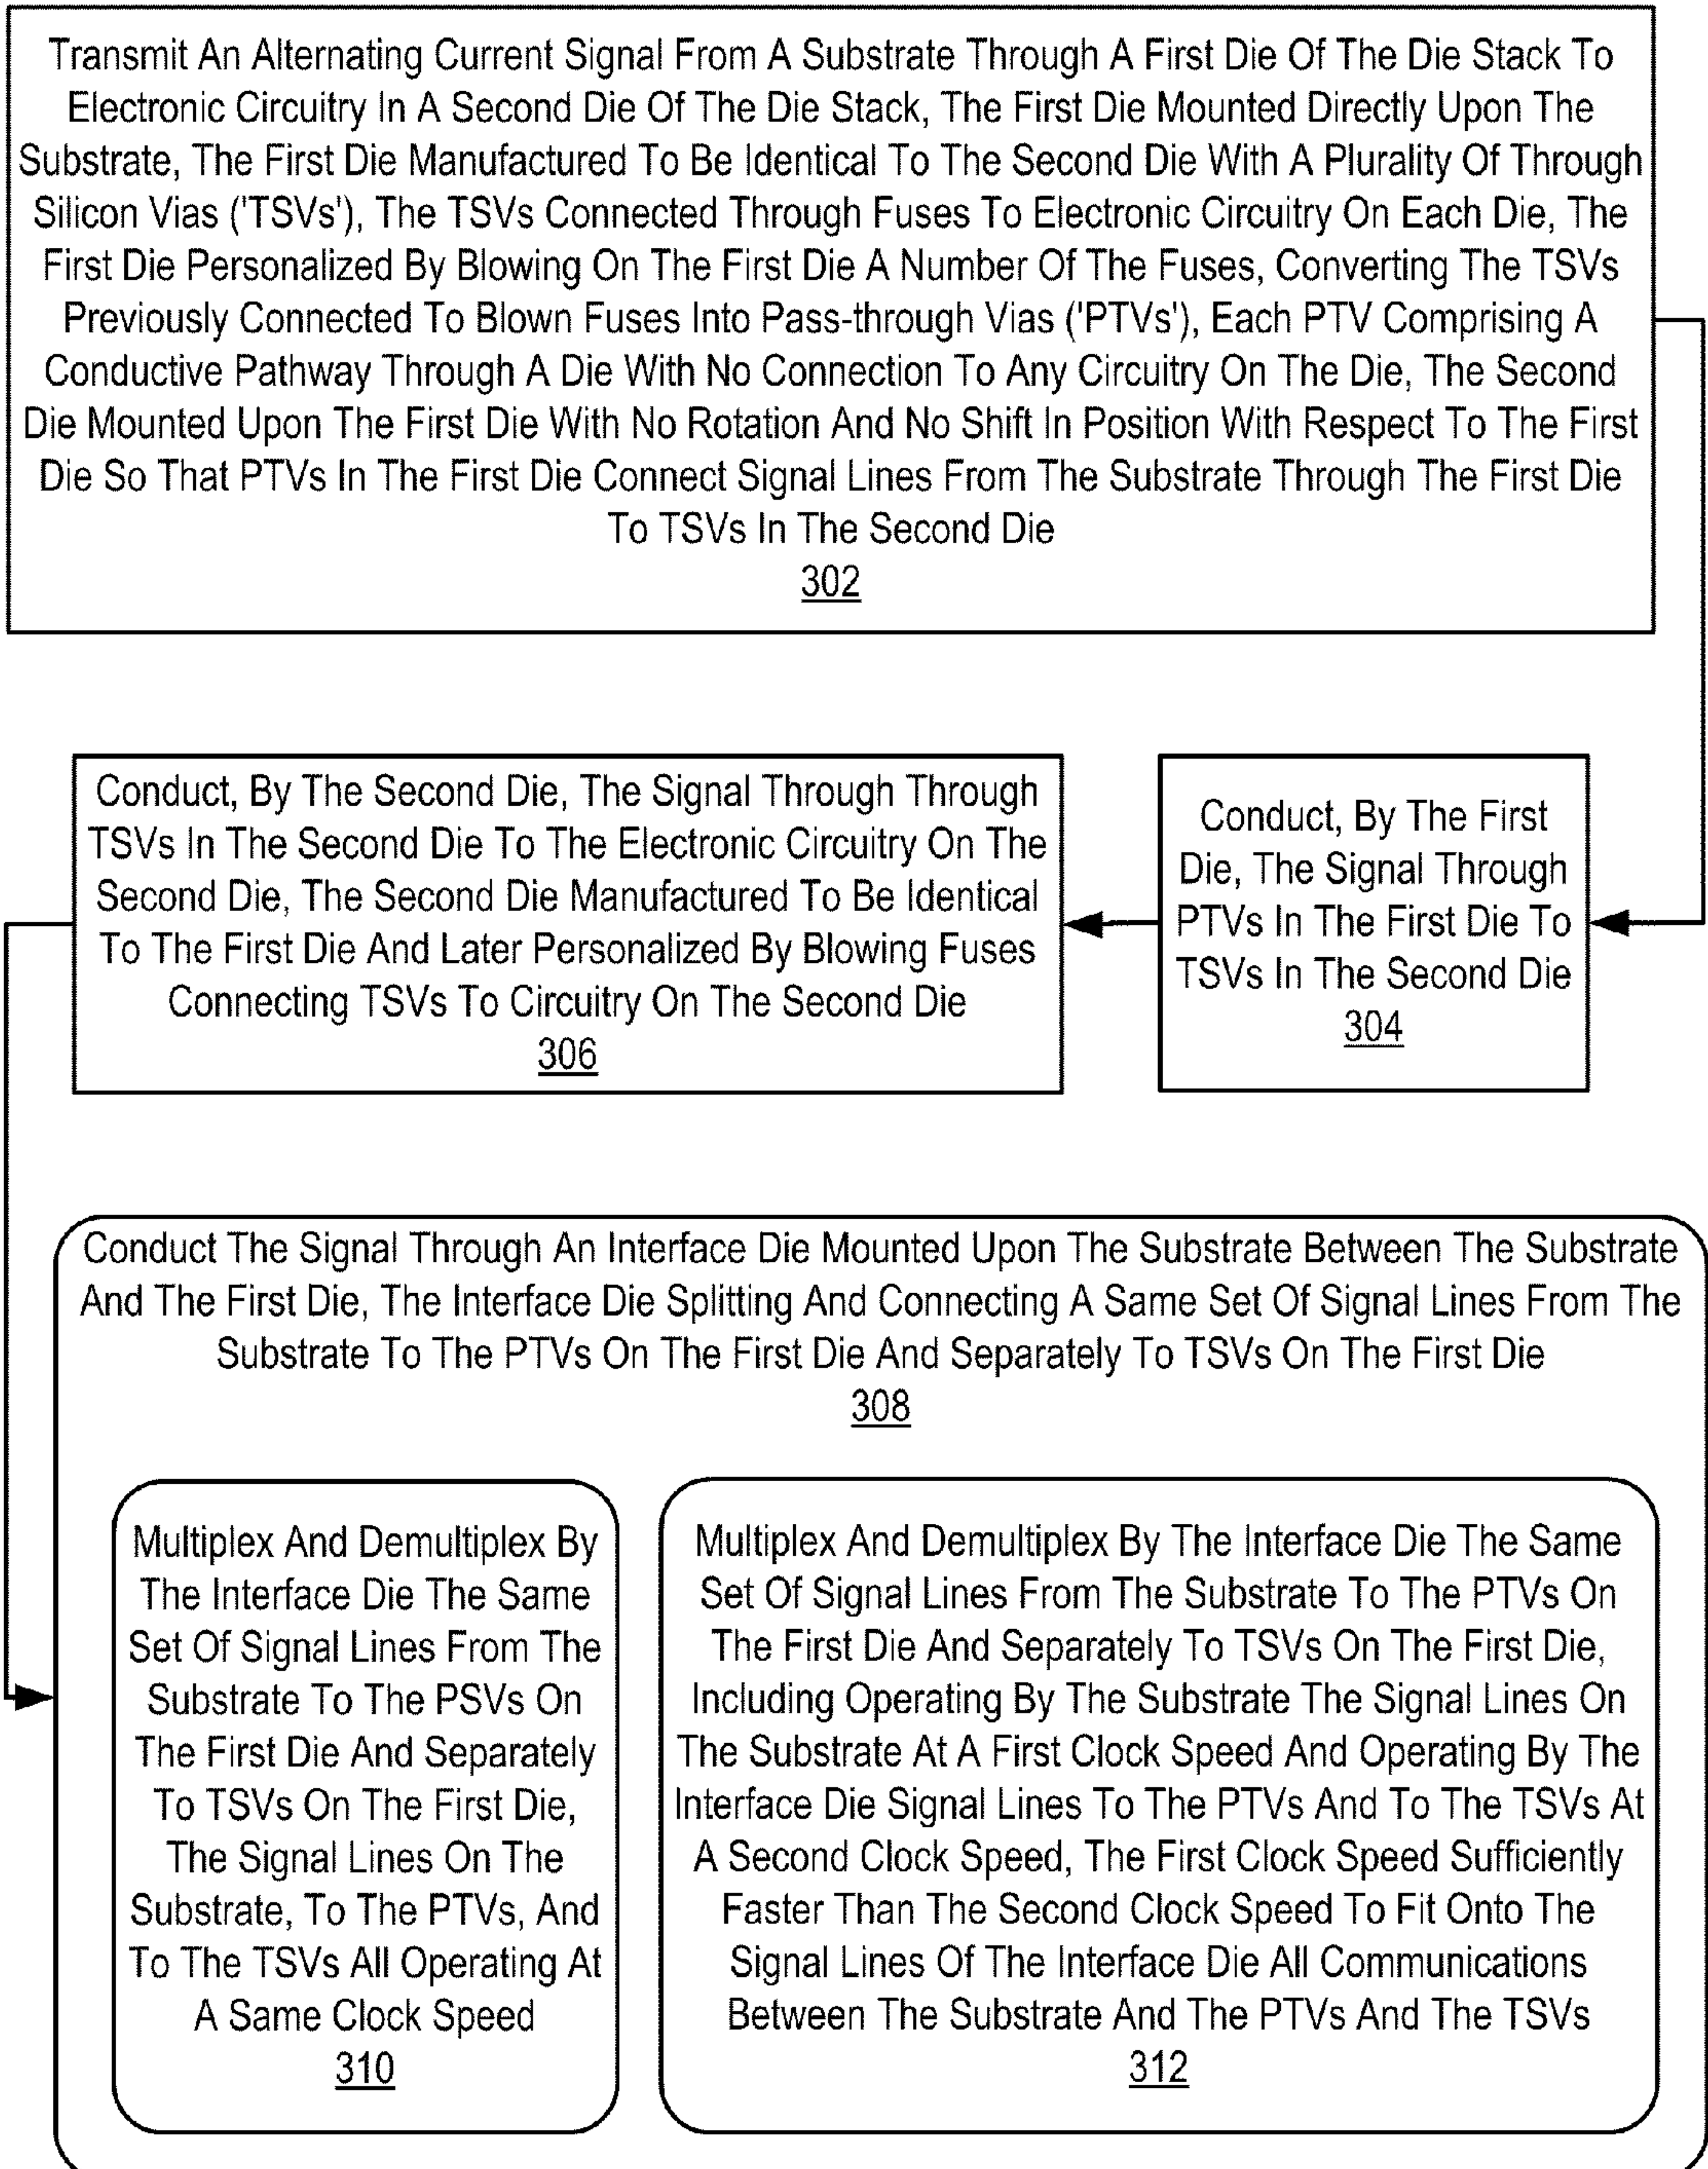 Transmit An Alternating Current Signal From A Substrate Through A First Die Of The Die Stack To
Electronic Circuitry In A Second Die Of The Die Stack, The First Die Mounted Directly Upon The
Substrate, The First Die Manufactured To Be Identical To The Second Die With A Plurality Of Through
Silicon Vias ('TSVs'), The TSVs Connected Through Fuses To Electronic Circuitry On Each Die, The
First Die Personalized By Blowing On The First Die A Number Of The Fuses, Converting The TSVs
Previously Connected To Blown Fuses Into Pass-through Vias ('PTVs'), Each PTV Comprising A
Conductive Pathway Through A Die With No Connection To Any Circuitry On The Die, The Second
Die Mounted Upon The First Die With No Rotation And No Shift In Position With Respect To The First
Die So That PTVs In The First Die Connect Signal Lines From The Substrate Through The First Die
To TSVs In The Second Die
302
Conduct, By The First
Die, The Signal Through
PTVs In The First Die To
TSVs In The Second Die
304
Conduct, By The Second Die, The Signal Through Through
TSVs In The Second Die To The Electronic Circuitry On The
Second Die, The Second Die Manufactured To Be Identical
To The First Die And Later Personalized By Blowing Fuses
Connecting TSVs To Circuitry On The Second Die
306
Conduct The Signal Through An Interface Die Mounted Upon The Substrate Between The Substrate
And The First Die, The Interface Die Splitting And Connecting A Same Set Of Signal Lines From The
Substrate To The PTVs On The First Die And Separately To TSVs On The First Die
308
Multiplex And Demultiplex By
The Interface Die The Same
Set Of Signal Lines From The
Substrate To The PSVs On
The First Die And Separately
To TSVs On The First Die,
The Signal Lines On The
Substrate, To The PTVs, And
To The TSVs All Operating At
A Same Clock Speed
310
Multiplex And Demultiplex By The Interface Die The Same
Set Of Signal Lines From The Substrate To The PTVs On
The First Die And Separately To TSVs On The First Die,
Including Operating By The Substrate The Signal Lines On
The Substrate At A First Clock Speed And Operating By The
Interface Die Signal Lines To The PTVs And To The TSVs At
A Second Clock Speed, The First Clock Speed Sufficiently
Faster Than The Second Clock Speed To Fit Onto The
Signal Lines Of The Interface Die All Communications
Between The Substrate And The PTVs And The TSVs
312